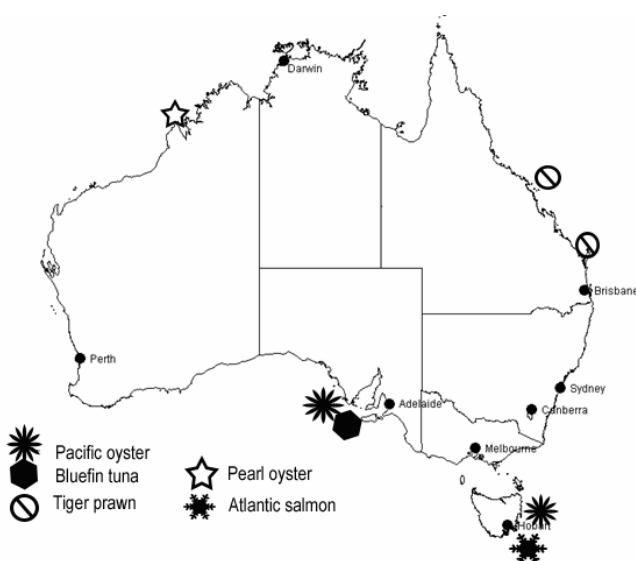 Darwin
Brisbane
Perth
Sydney
Adelaide
Canberra
Melbourne
Hobart
Pacific oyster
Bluefin tuna
Tiger prawn
Pearl oyster
Atlantic salmon